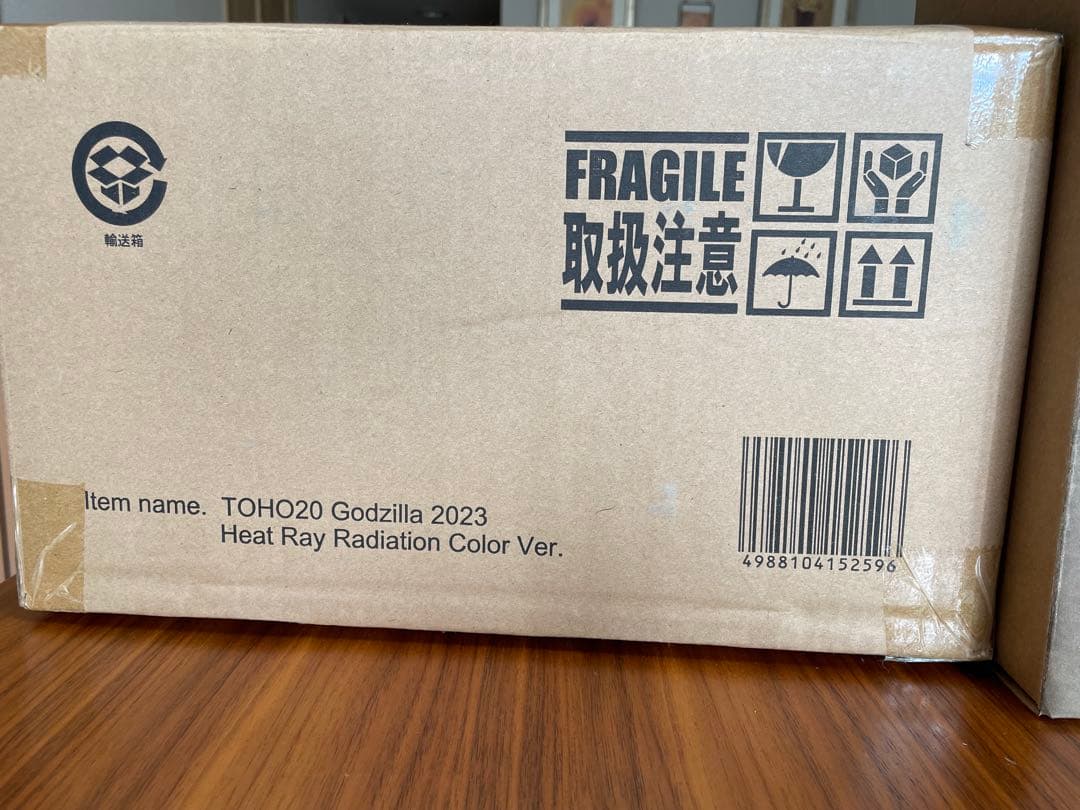 輸送箱
FRAGILE
取扱注意
Item name. TOHO20 Godzilla 2023
Heat Ray Radiation Color Ver.
4988104152596